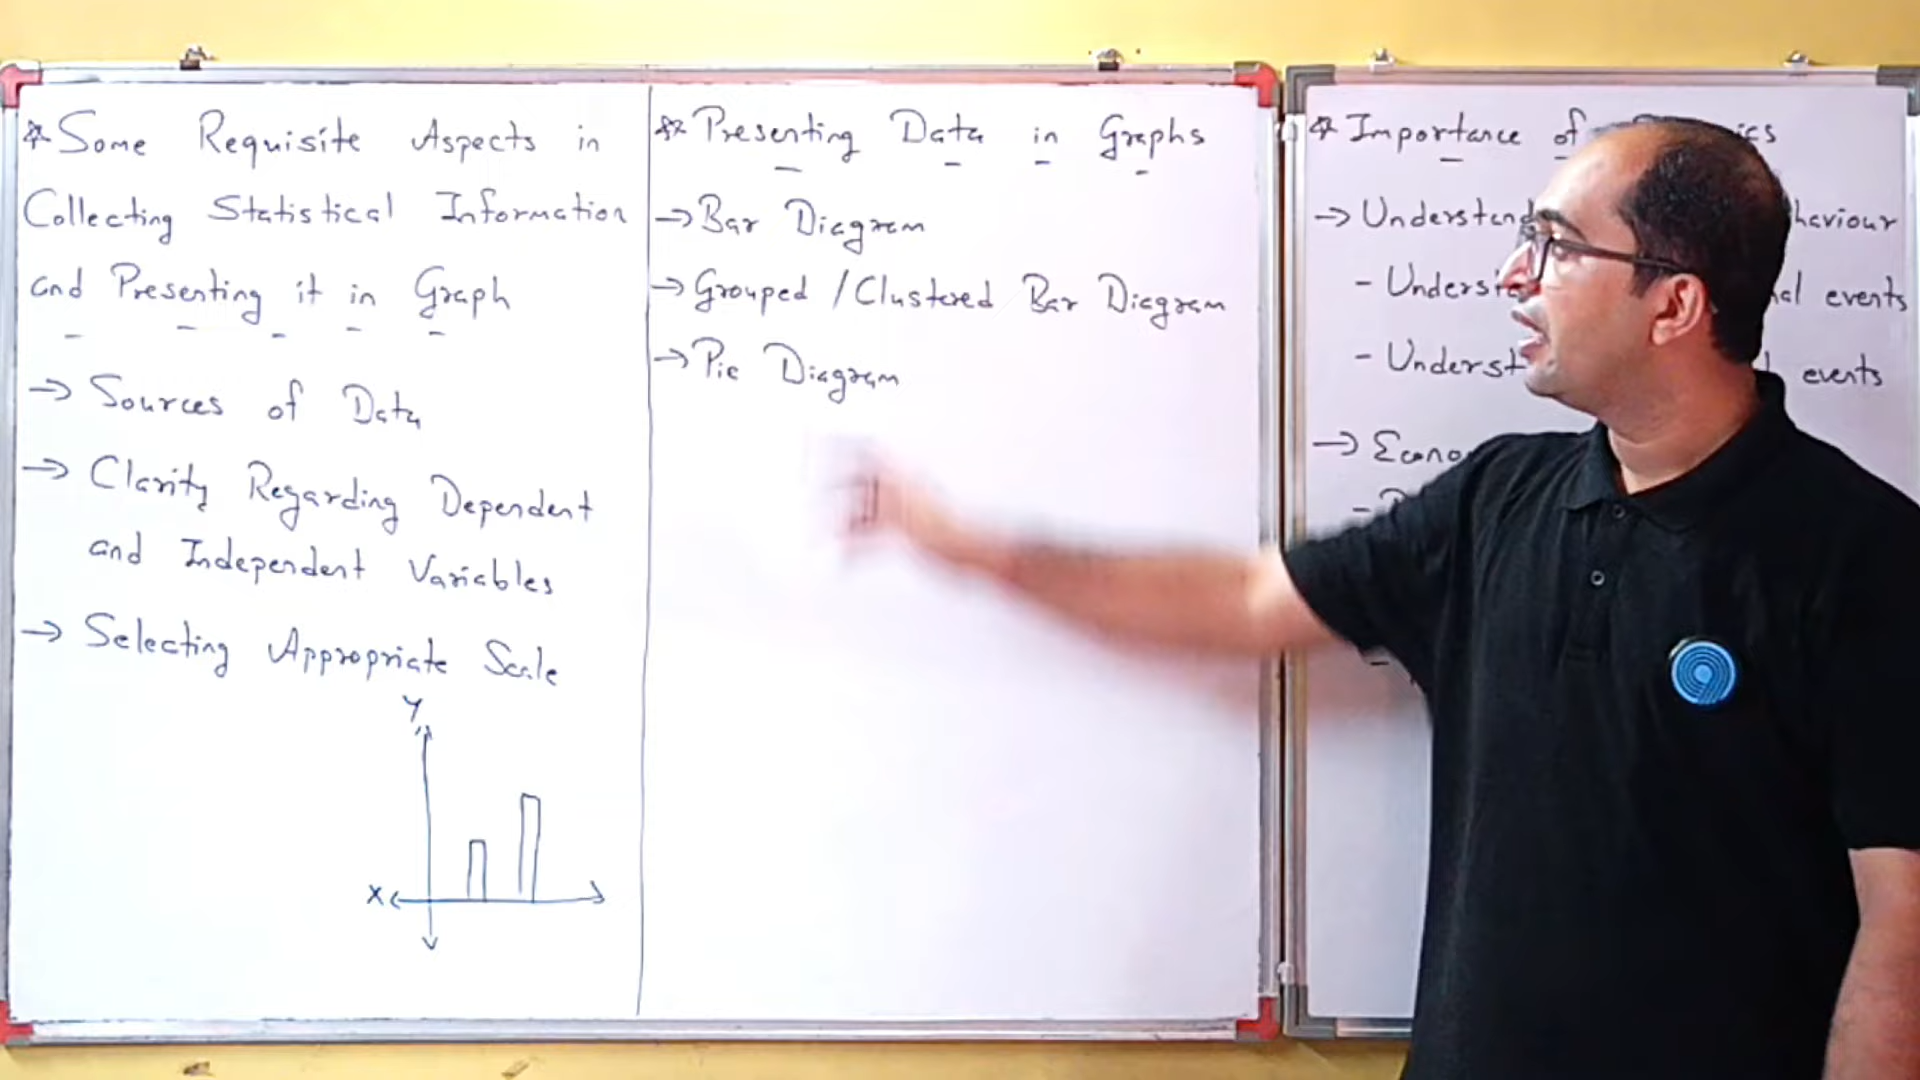 * Some Requisite Aspects in
Collecting Statistical Information
and Presenting it in Graph
→ Sources of Data
→ Clarity Regarding Dependent
and Independent Variables
→ Selecting Appropriate Scale
Y
X
** Presenting Data in Graphs
→ Bar Diagram
→ Grouped / Clustered Bar Diagram
→ Pie Diagram
* Importance of
→ Understand haviour
- Underst al events
- Underst events
→ Econo